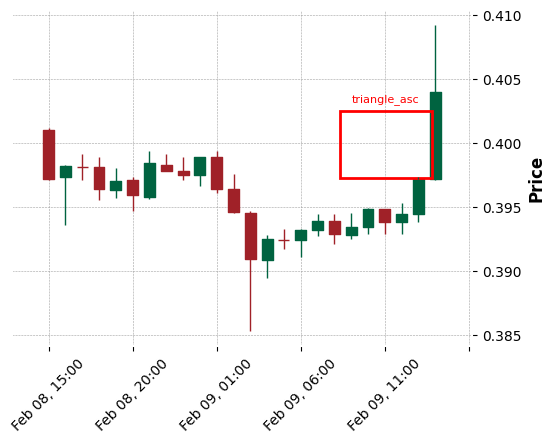 0.410
0.405
triangle_asc
0.400
0.395
0.390
0.385
Price
Feb 08, 15:00
Feb 08, 20:00
Feb 09, 01:00
Feb 09, 06:00
Feb 09, 11:00